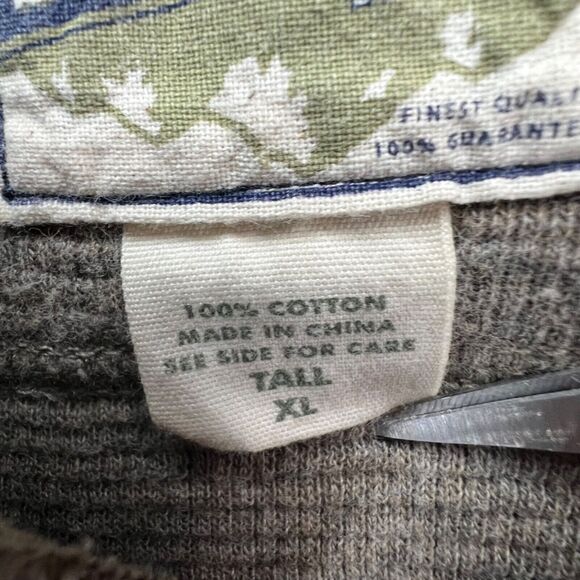 FINEST QUALI
100% GUARANTE
100% COTTON
MADE IN CHINA
SEE SIDE FOR CARE
TALL
XL